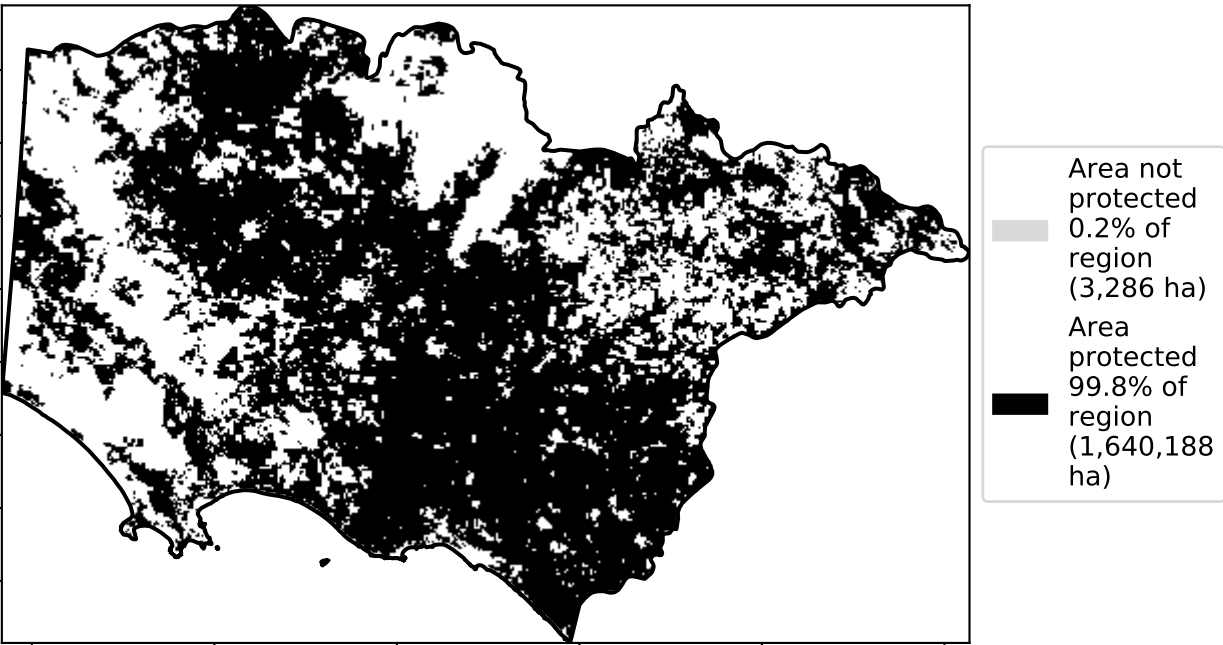 Area not
protected
0.2% of
region
(3,286 ha)
Area
protected
99.8% of
region
(1,640,188
ha)